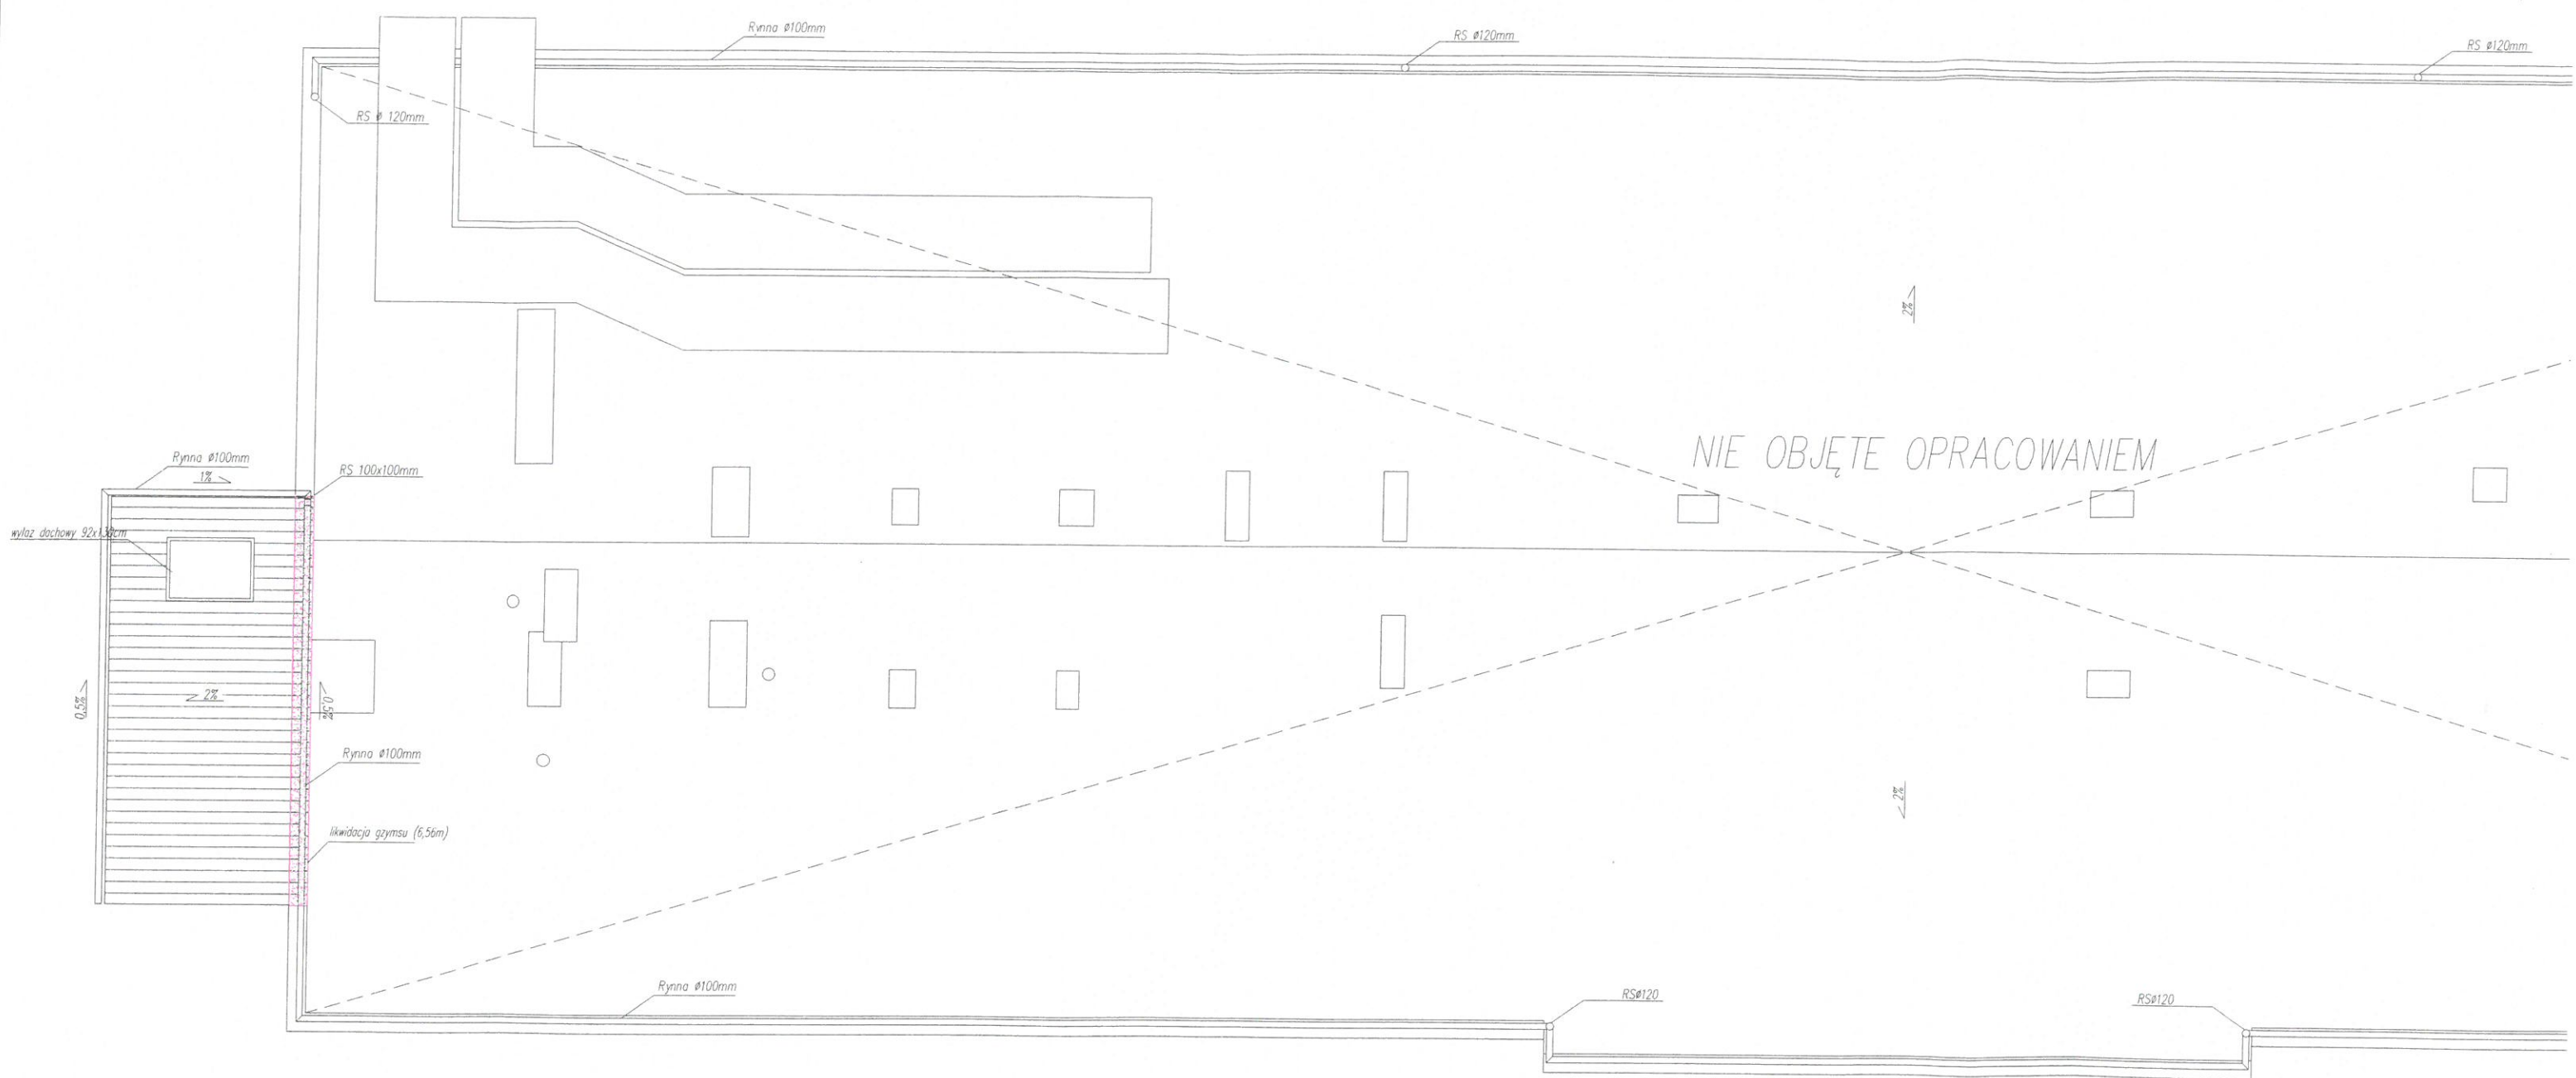 Rynna ø100mm
RS ø120mm
RS ø120mm
RS ø 120mm
2%
NIE OBJĘTE OPRACOWANIEM
Rynna ø100mm
1%
RS 100x100mm
wyłaz dachowy 92x130cm
0,5%
2%
0,5%
Rynna ø100mm
2%
likwidacja gzymsu (6,56m)
Rynna ø100mm
RSø120
RSø120